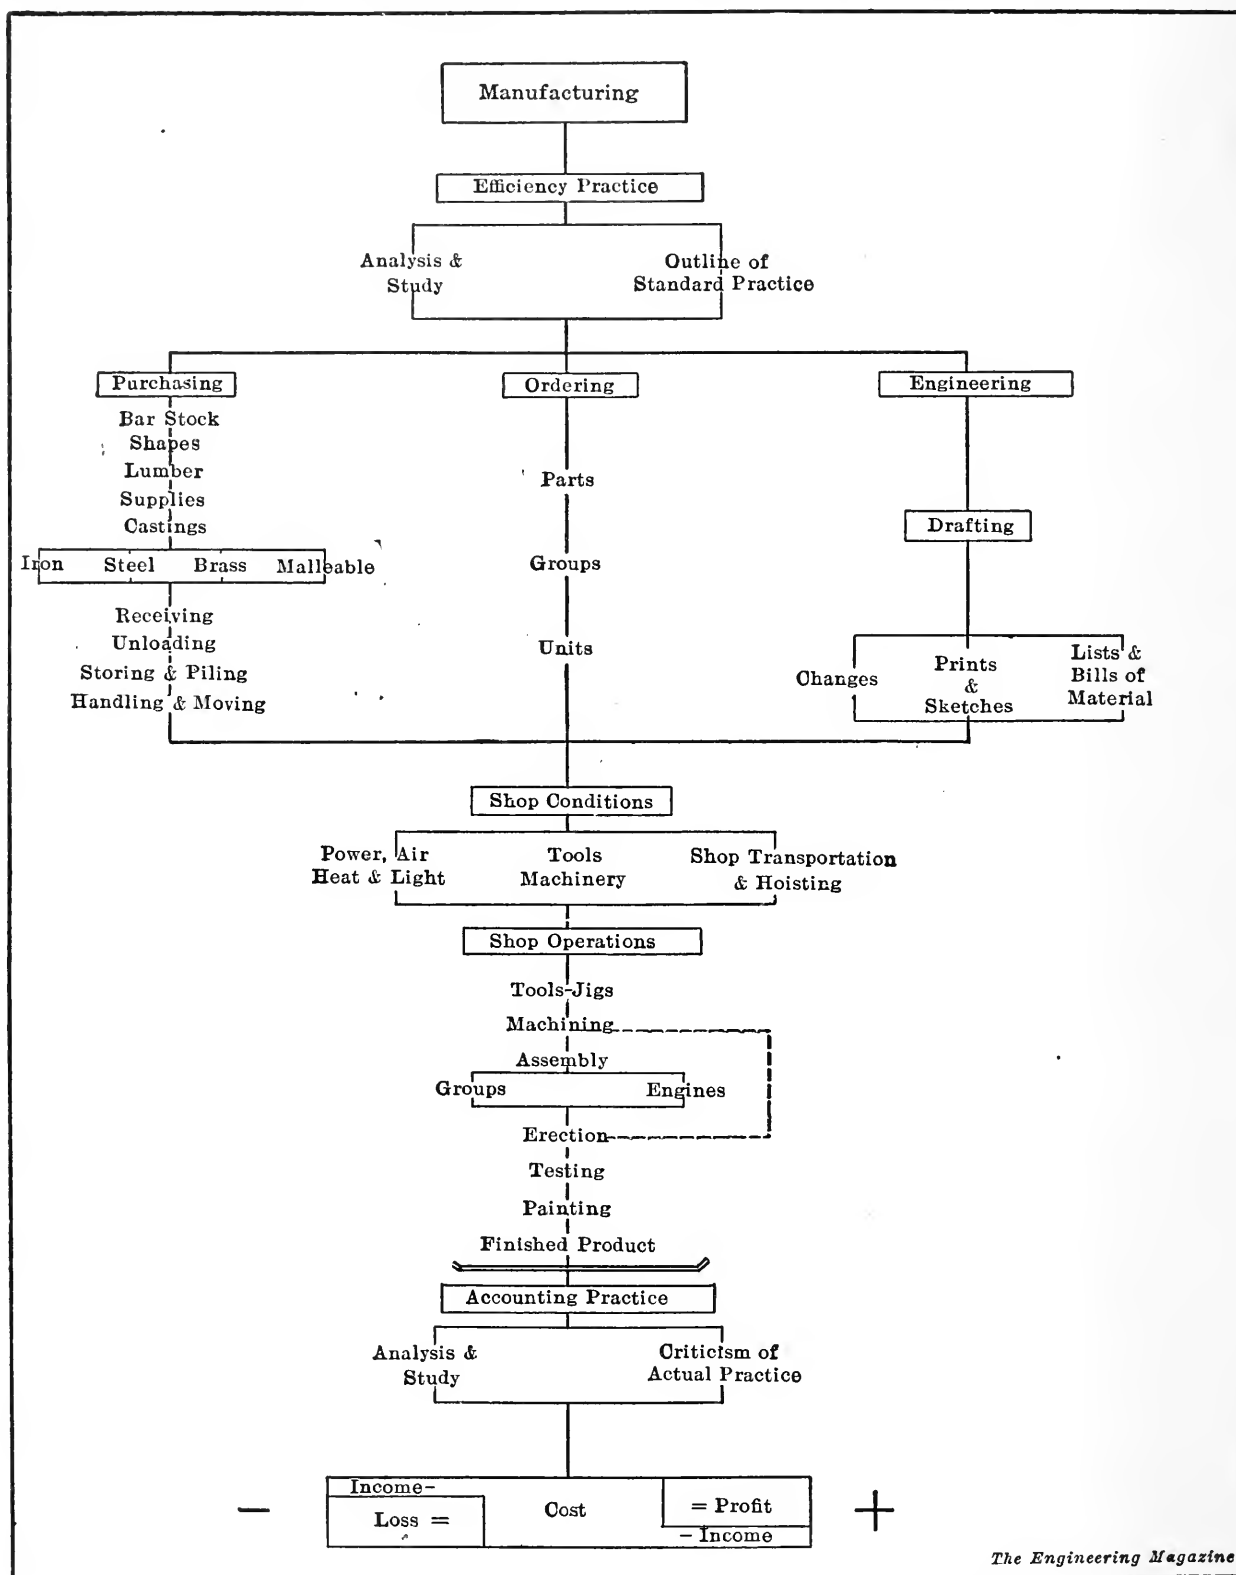 Manufacturing
Efficiency Practice
Analysis &
Study
Outline of
Standard Practice
Purchasing
Ordering
Engineering
Bar Stock
Shapes
Lumber
Supplies
Castings
Iron Steel Brass Malleable
Receiving
Unloading
Storing & Piling
Handling & Moving
Parts
Groups
Units
Drafting
Changes
Prints
&
Sketches
Lists &
Bills of
Material
Shop Conditions
Power, Air
Heat & Light
Tools
Machinery
Shop Transportation
& Hoisting
Shop Operations
Tools-Jigs
Machining
Assembly
Groups Engines
Erection
Testing
Painting
Finished Product
Accounting Practice
Analysis &
Study
Criticism of
Actual Practice
Income-
Loss =
Cost
= Profit
- Income
- +
The Engineering Magazine